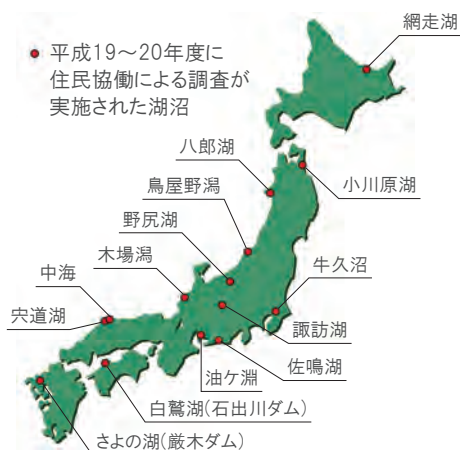 平成19～20年度に
住民協働による調査が
実施された湖沼
網走湖
八郎湖
小川原湖
鳥屋野潟
野尻湖
木場潟
牛久沼
中海
宍道湖
諏訪湖
佐鳴湖
油ケ淵
白鷺湖(石出川ダム)
さよの湖(厳木ダム)